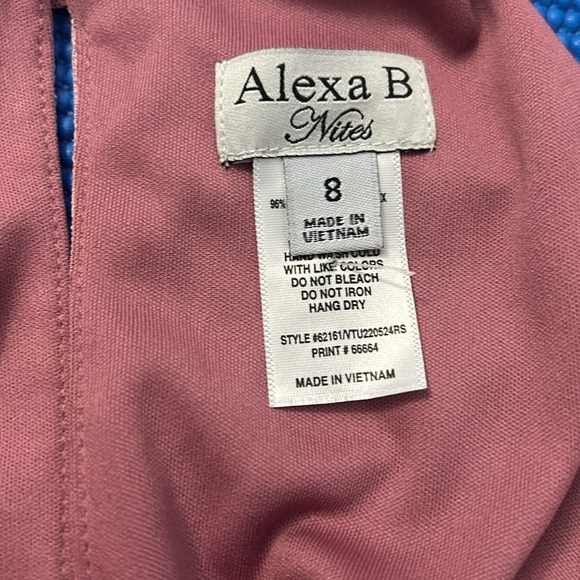 Alexa B
Nites
8
MADE IN
VIETNAM
96% X
HAND WASH COLD
WITH LIKE COLORS
DO NOT BLEACH
DO NOT IRON
HANG DRY
STYLE #62161/VTU220524RS
PRINT # 66664
MADE IN VIETNAM